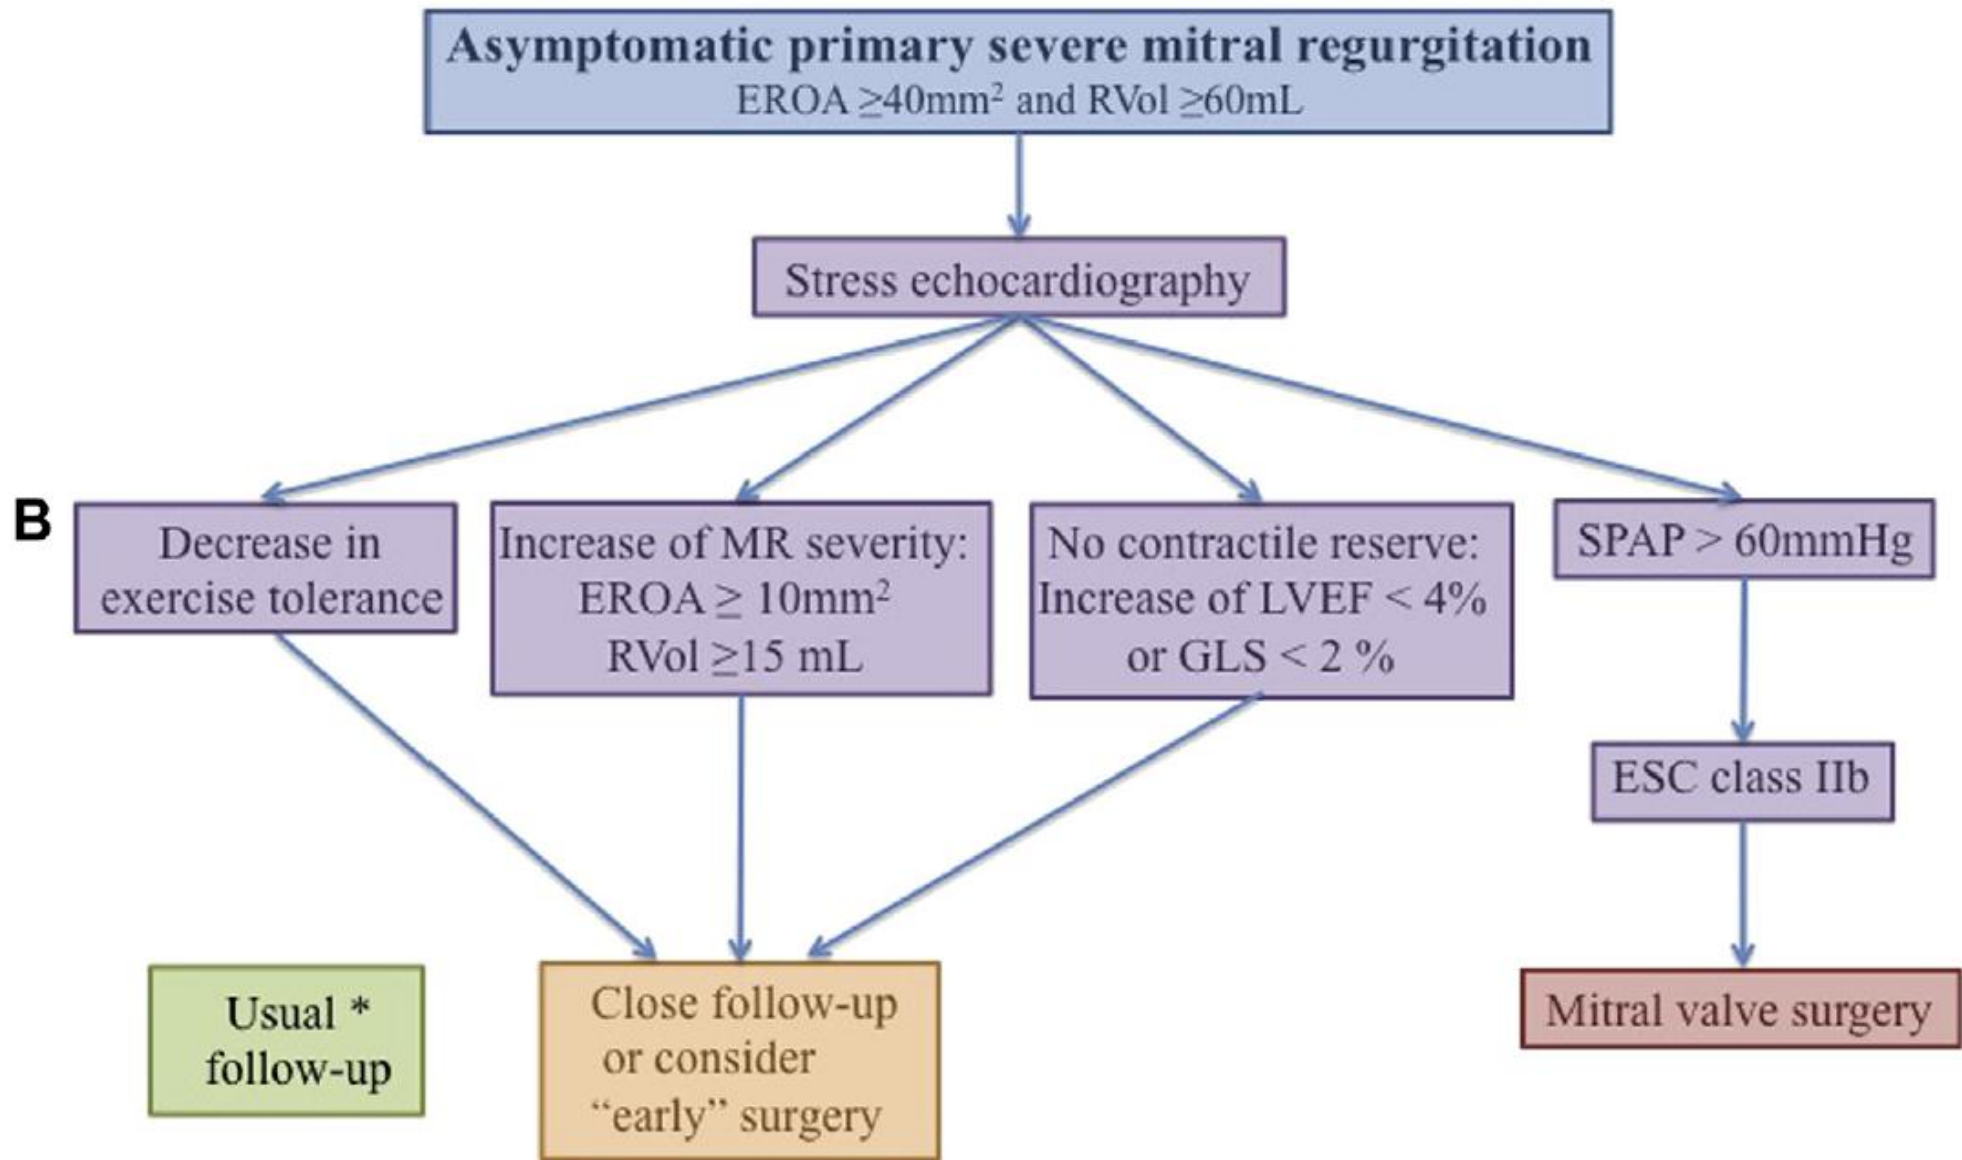 Asymptomatic primary severe mitral regurgitation
EROA ≥40mm² and RVol ≥60mL
Stress echocardiography
B
Decrease in
exercise tolerance
Increase of MR severity:
EROA ≥ 10mm²
RVol ≥15 mL
No contractile reserve:
Increase of LVEF < 4%
or GLS < 2 %
SPAP > 60mmHg
ESC class IIb
Usual *
follow-up
Close follow-up
or consider
“early” surgery
Mitral valve surgery